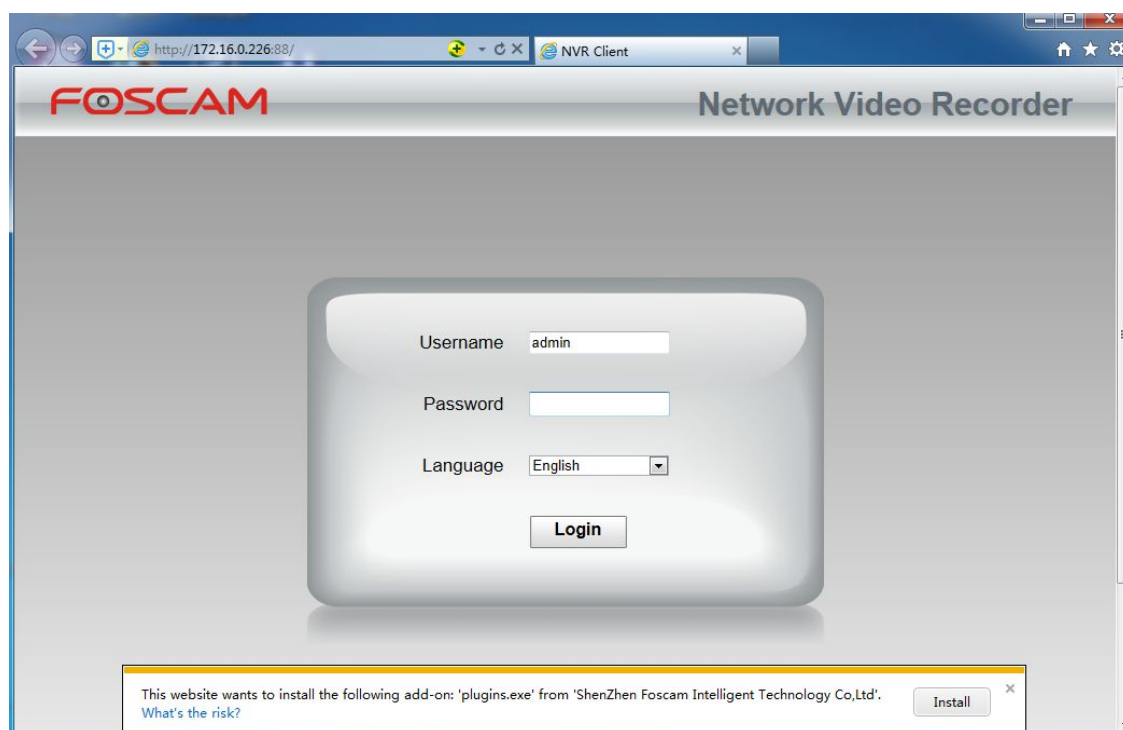 http://172.16.0.226:88/
NVR Client
FOSCAM
Network Video Recorder
Username
admin
Password
Language
English
Login
This website wants to install the following add-on: 'plugins.exe' from 'ShenZhen Foscam Intelligent Technology Co,Ltd'.
What's the risk?
Install